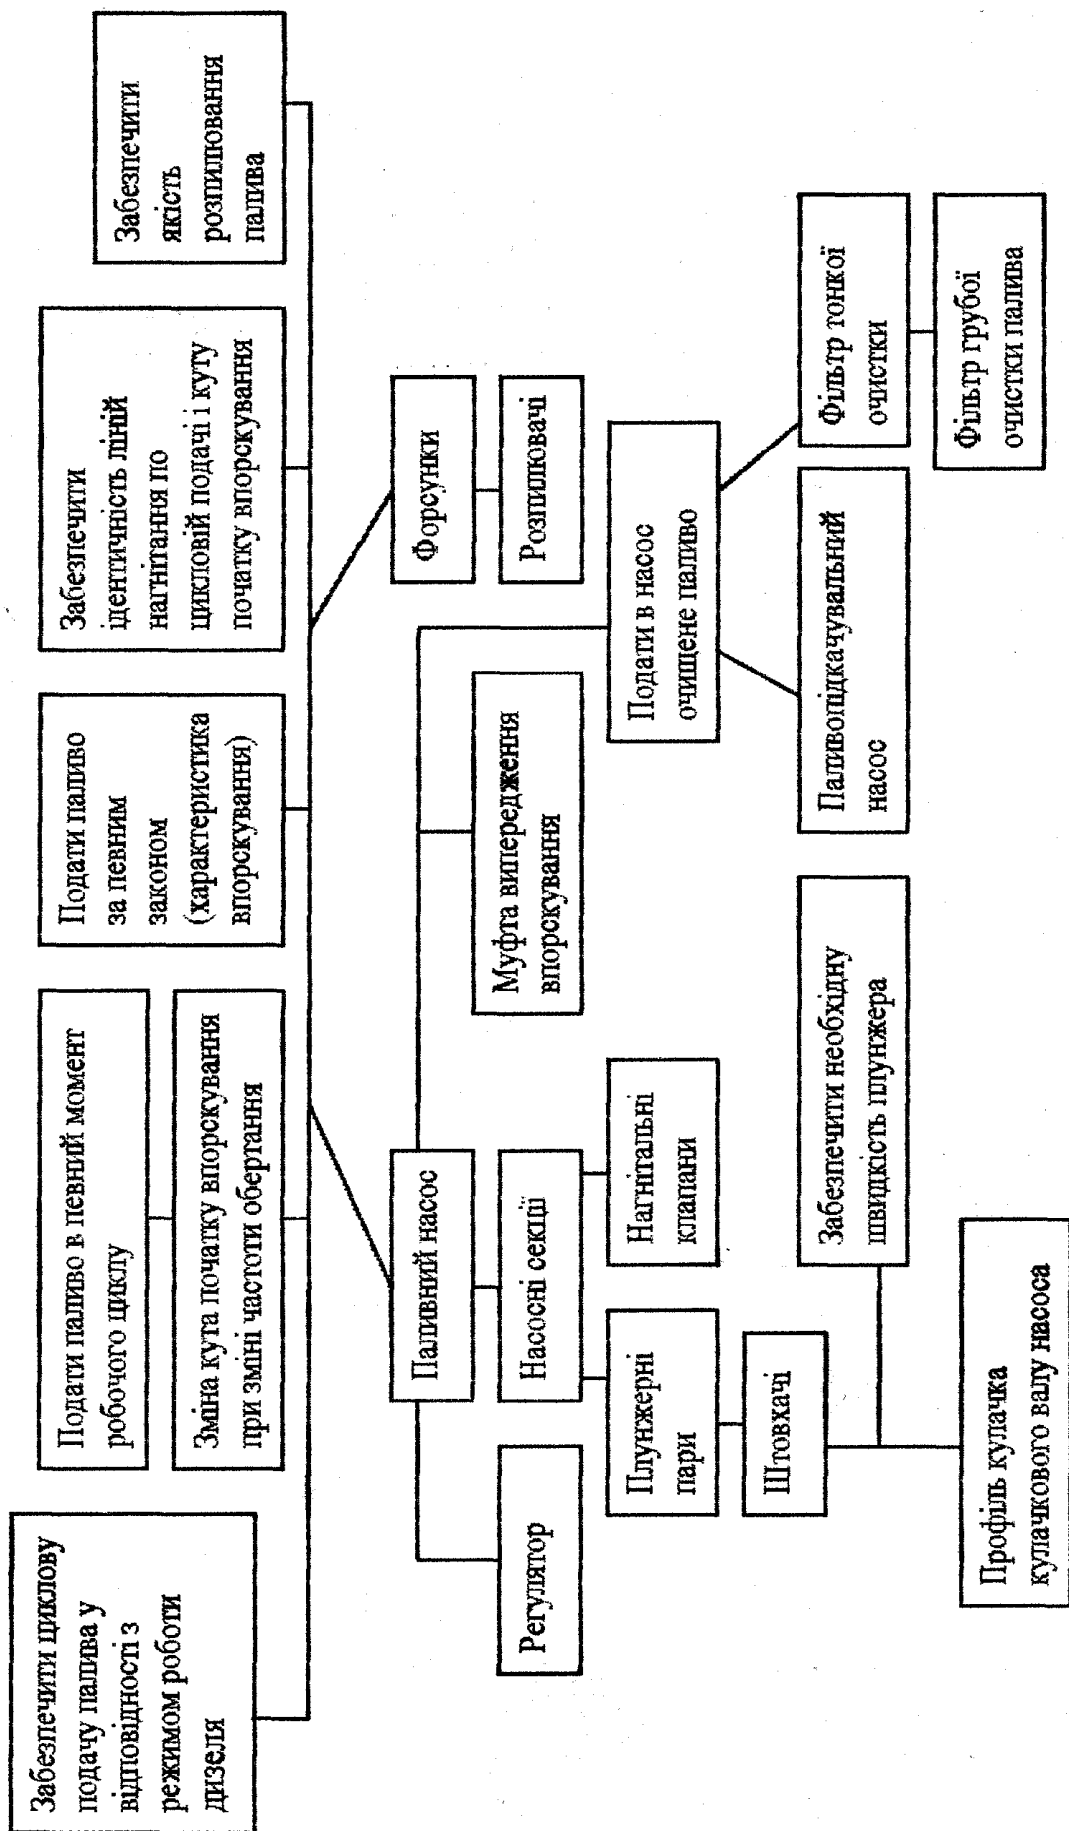 Забезпечити циклову
подачу палива у
відповідності з
режимом роботи
дизеля
Подати паливо в певний момент
робочого циклу
Зміна кута початку впорскування
при зміні частоти обертання
Подати паливо
за певним
законом
(характеристика
впорскування)
Забезпечити
ідентичність ліній
нагнітання по
цикловій подачі і куту
початку впорскування
Забезпечити
якість
розпилювання
палива
Паливний насос
Форсунки
Регулятор
Насосні секції
Муфта випередження
впорскування
Розпилювачі
Плунжерні
пари
Нагнітальні
клапани
Подати в насос
очищене паливо
Штовхачі
Забезпечити необхідну
швидкість плунжера
Паливопідкачувальний
насос
Фільтр тонкої
очистки
Профіль кулачка
кулачкового валу насоса
Фільтр грубої
очистки палива